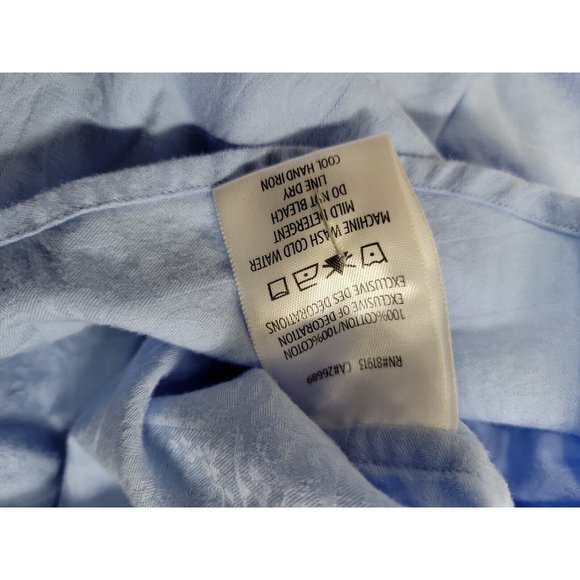 RN#81913 CA#26689
100%COTTON/100%COTON
EXCLUSIVE OF DECORATION
EXCLUSIVE DES DECORATIONS
MACHINE WASH COLD WATER
MILD DETERGENT
DO NOT BLEACH
LINE DRY
COOL HAND IRON